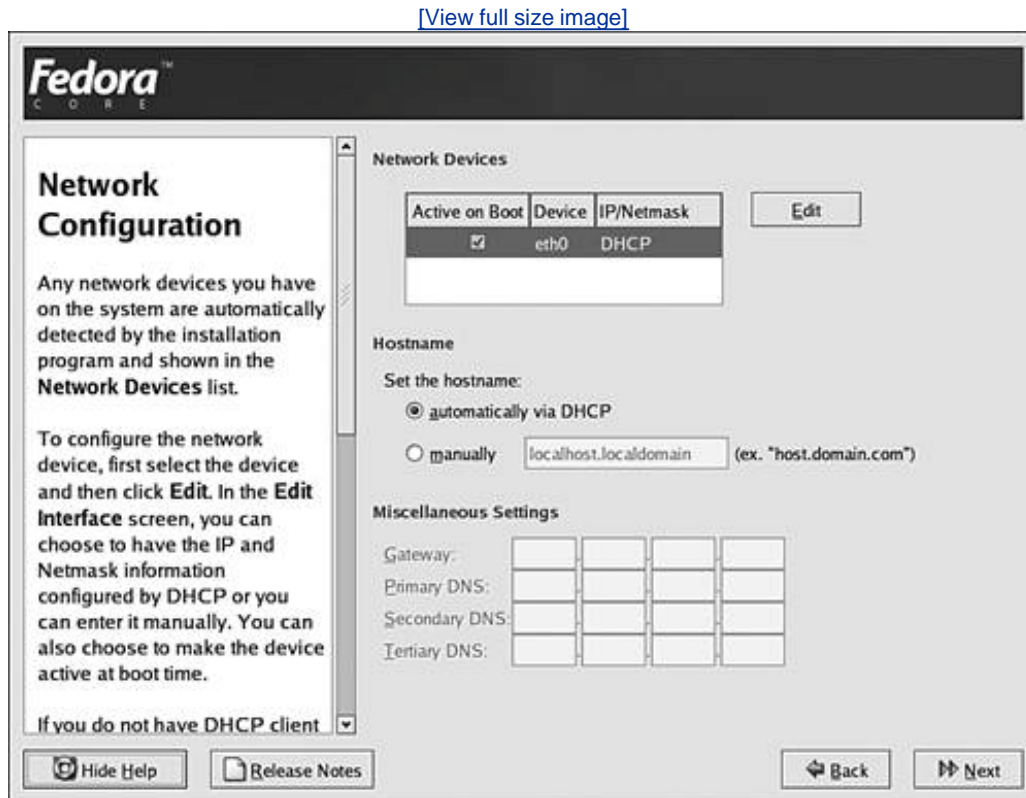 [View full size image]
Fedora™
CORE
Network
Configuration
Any network devices you have
on the system are automatically
detected by the installation
program and shown in the
Network Devices list.
To configure the network
device, first select the device
and then click Edit. In the Edit
Interface screen, you can
choose to have the IP and
Netmask information
configured by DHCP or you
can enter it manually. You can
also choose to make the device
active at boot time.
If you do not have DHCP client
Network Devices
Active on Boot Device IP/Netmask
eth0 DHCP
Edit
Hostname
Set the hostname:
automatically via DHCP
manually localhost.localdomain (ex. "host.domain.com")
Miscellaneous Settings
Gateway:
Primary DNS:
Secondary DNS:
Tertiary DNS:
Hide Help
Release Notes
Back
Next